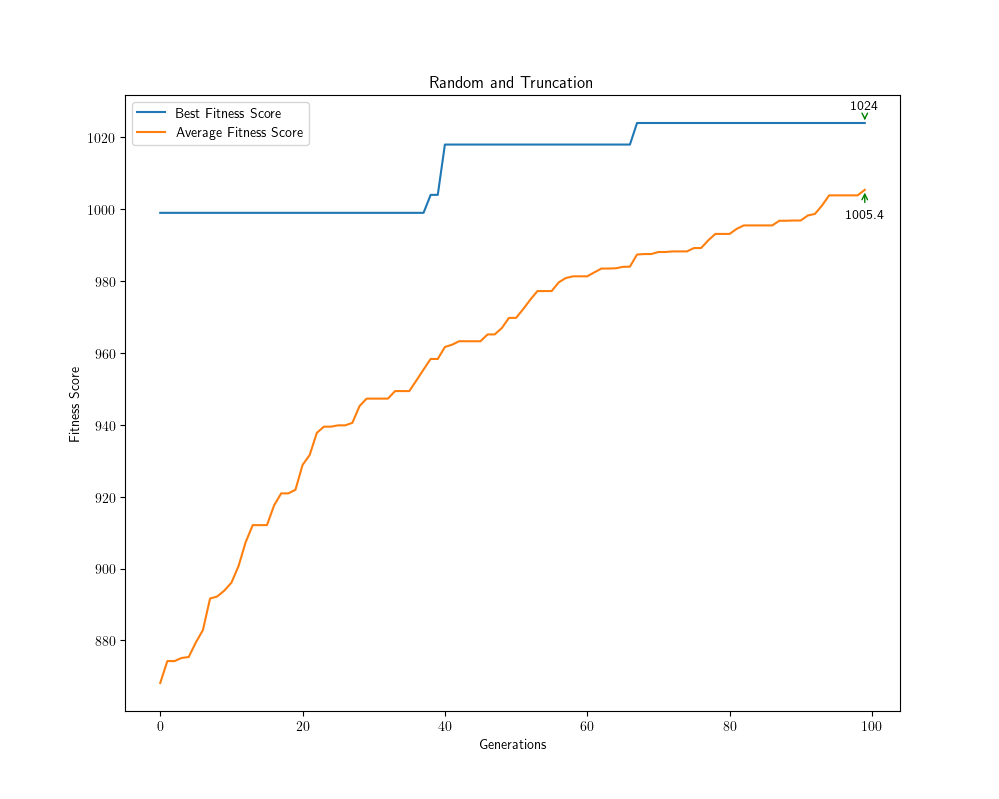 Random and Truncation
Best Fitness Score
Average Fitness Score
1024
1005.4
1020
1000
980
960
940
920
900
880
Fitness Score
0 20 40 60 80 100
Generations